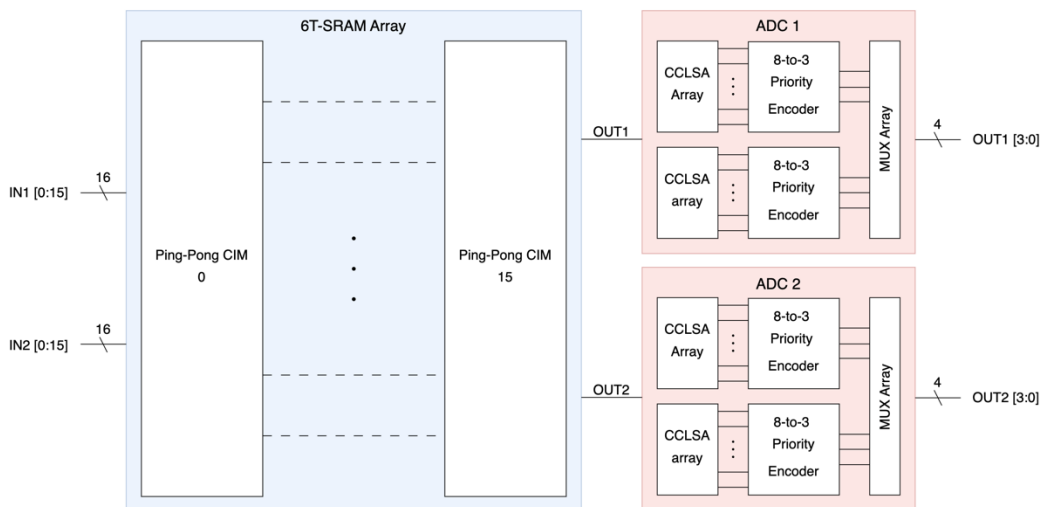 6T-SRAM Array
IN1 [0:15]
16
IN2 [0:15]
16
Ping-Pong CIM
0
Ping-Pong CIM
15
OUT1
OUT2
ADC 1
CCLSA
Array
8-to-3
Priority
Encoder
CCLSA
array
8-to-3
Priority
Encoder
MUX Array
4
OUT1 [3:0]
ADC 2
CCLSA
Array
8-to-3
Priority
Encoder
CCLSA
array
8-to-3
Priority
Encoder
MUX Array
4
OUT2 [3:0]